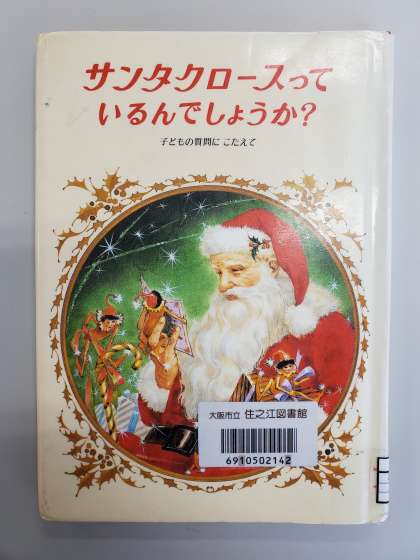 サンタクロースって
いるんでしょうか?
子どもの質問に こたえて
大阪市立 住之江図書館
6910502142